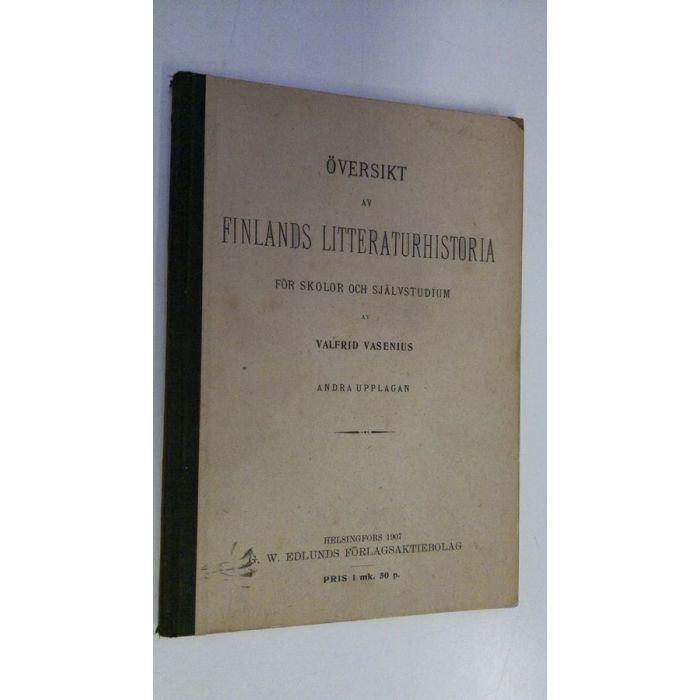 ÖVERSIKT
AV
FINLANDS LITTERATURHISTORIA
FÖR SKOLOR OCH SJÄLVSTUDIUM
AV
VALFRID VASENIUS
ANDRA UPPLAGAN
HELSINGFORS 1907
G. W. EDLUNDS FÖRLAGSAKTIEBOLAG
PRIS 1 mk. 50 p.